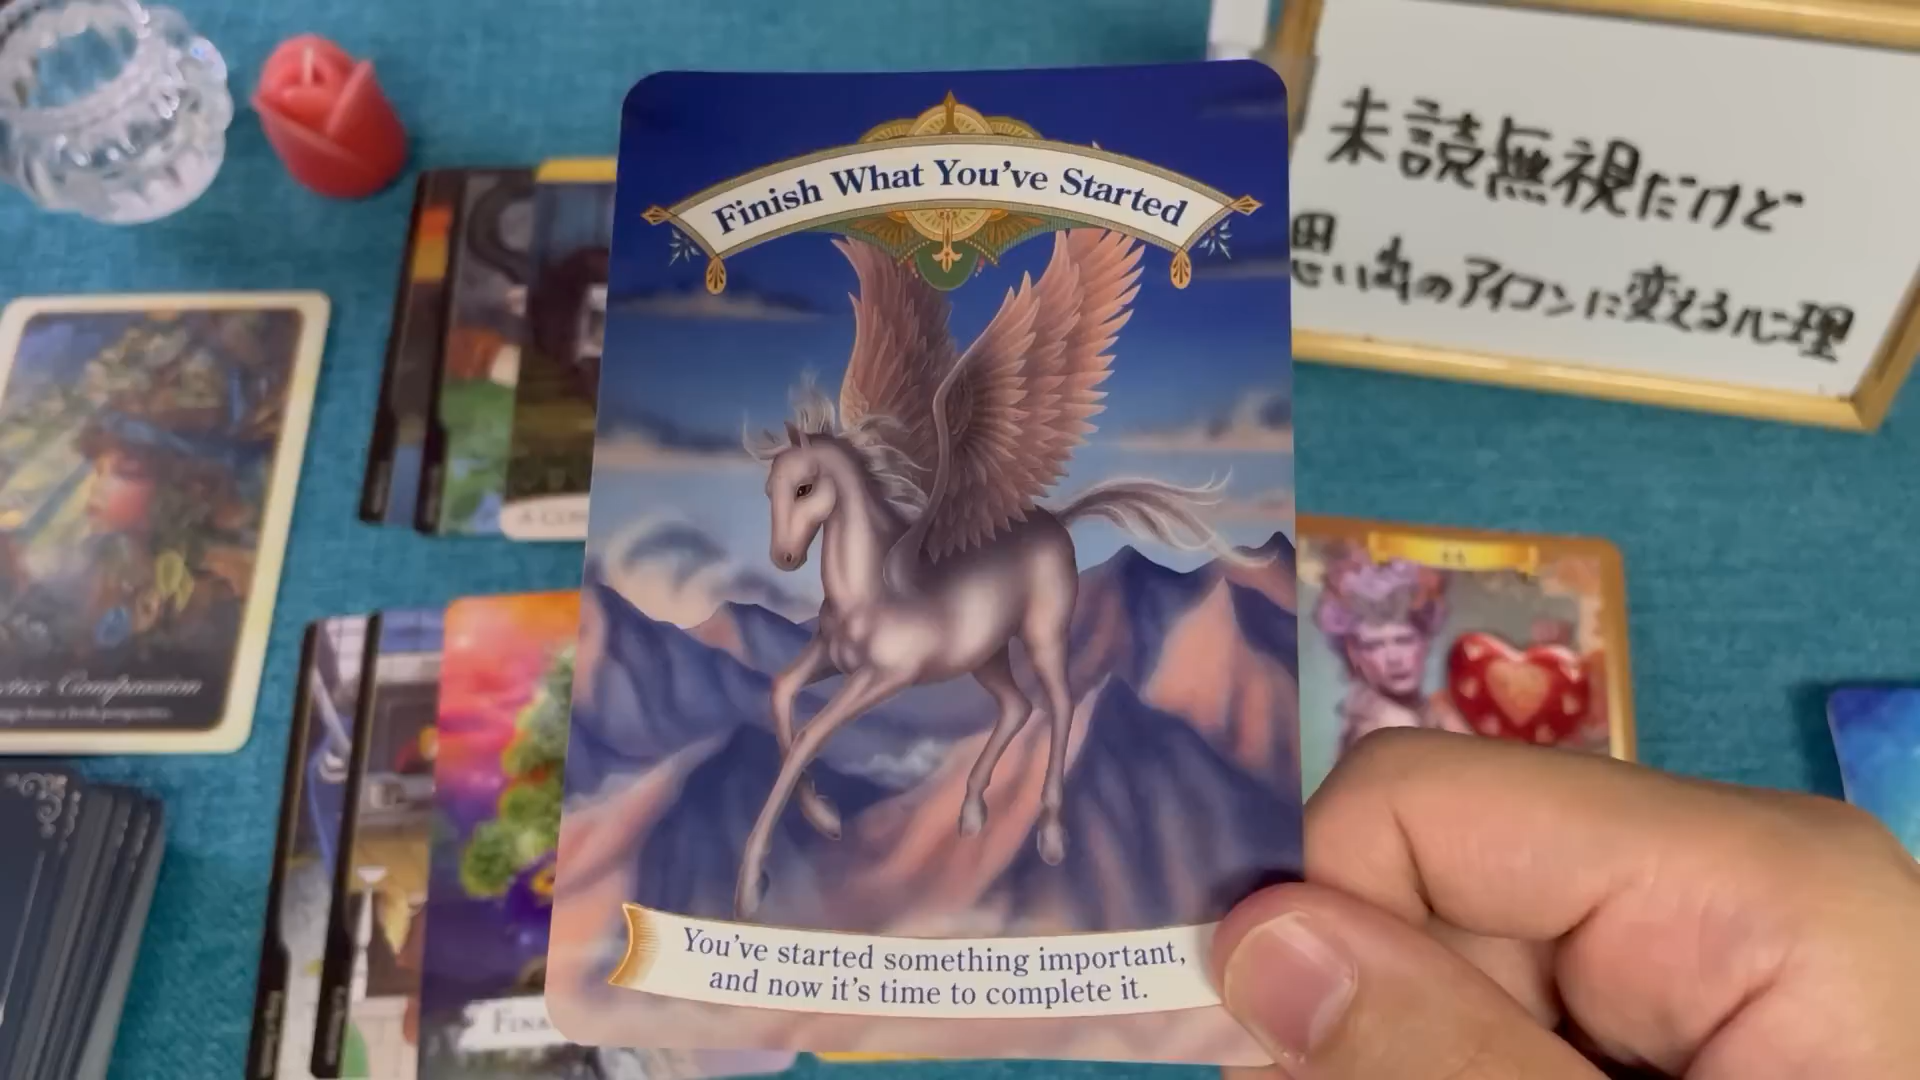 Finish What You've Started
未読無視だけど
思い出のアイコンに変える心理
You've started something important,
and now it's time to complete it.
Compassion